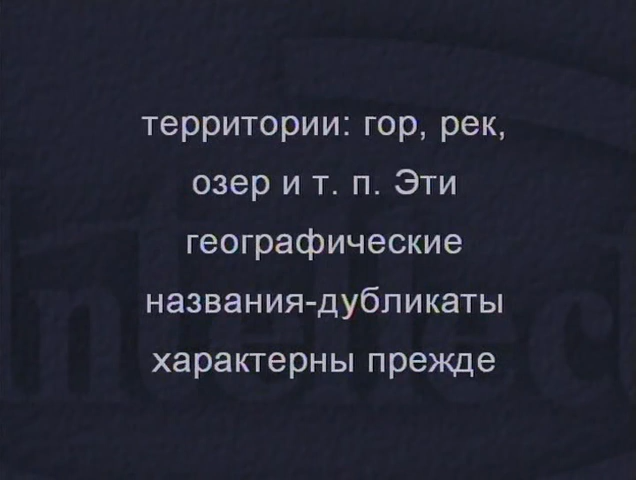 территории: гор, рек,
озер и т. п. Эти
географические
названия-дубликаты
характерны прежде